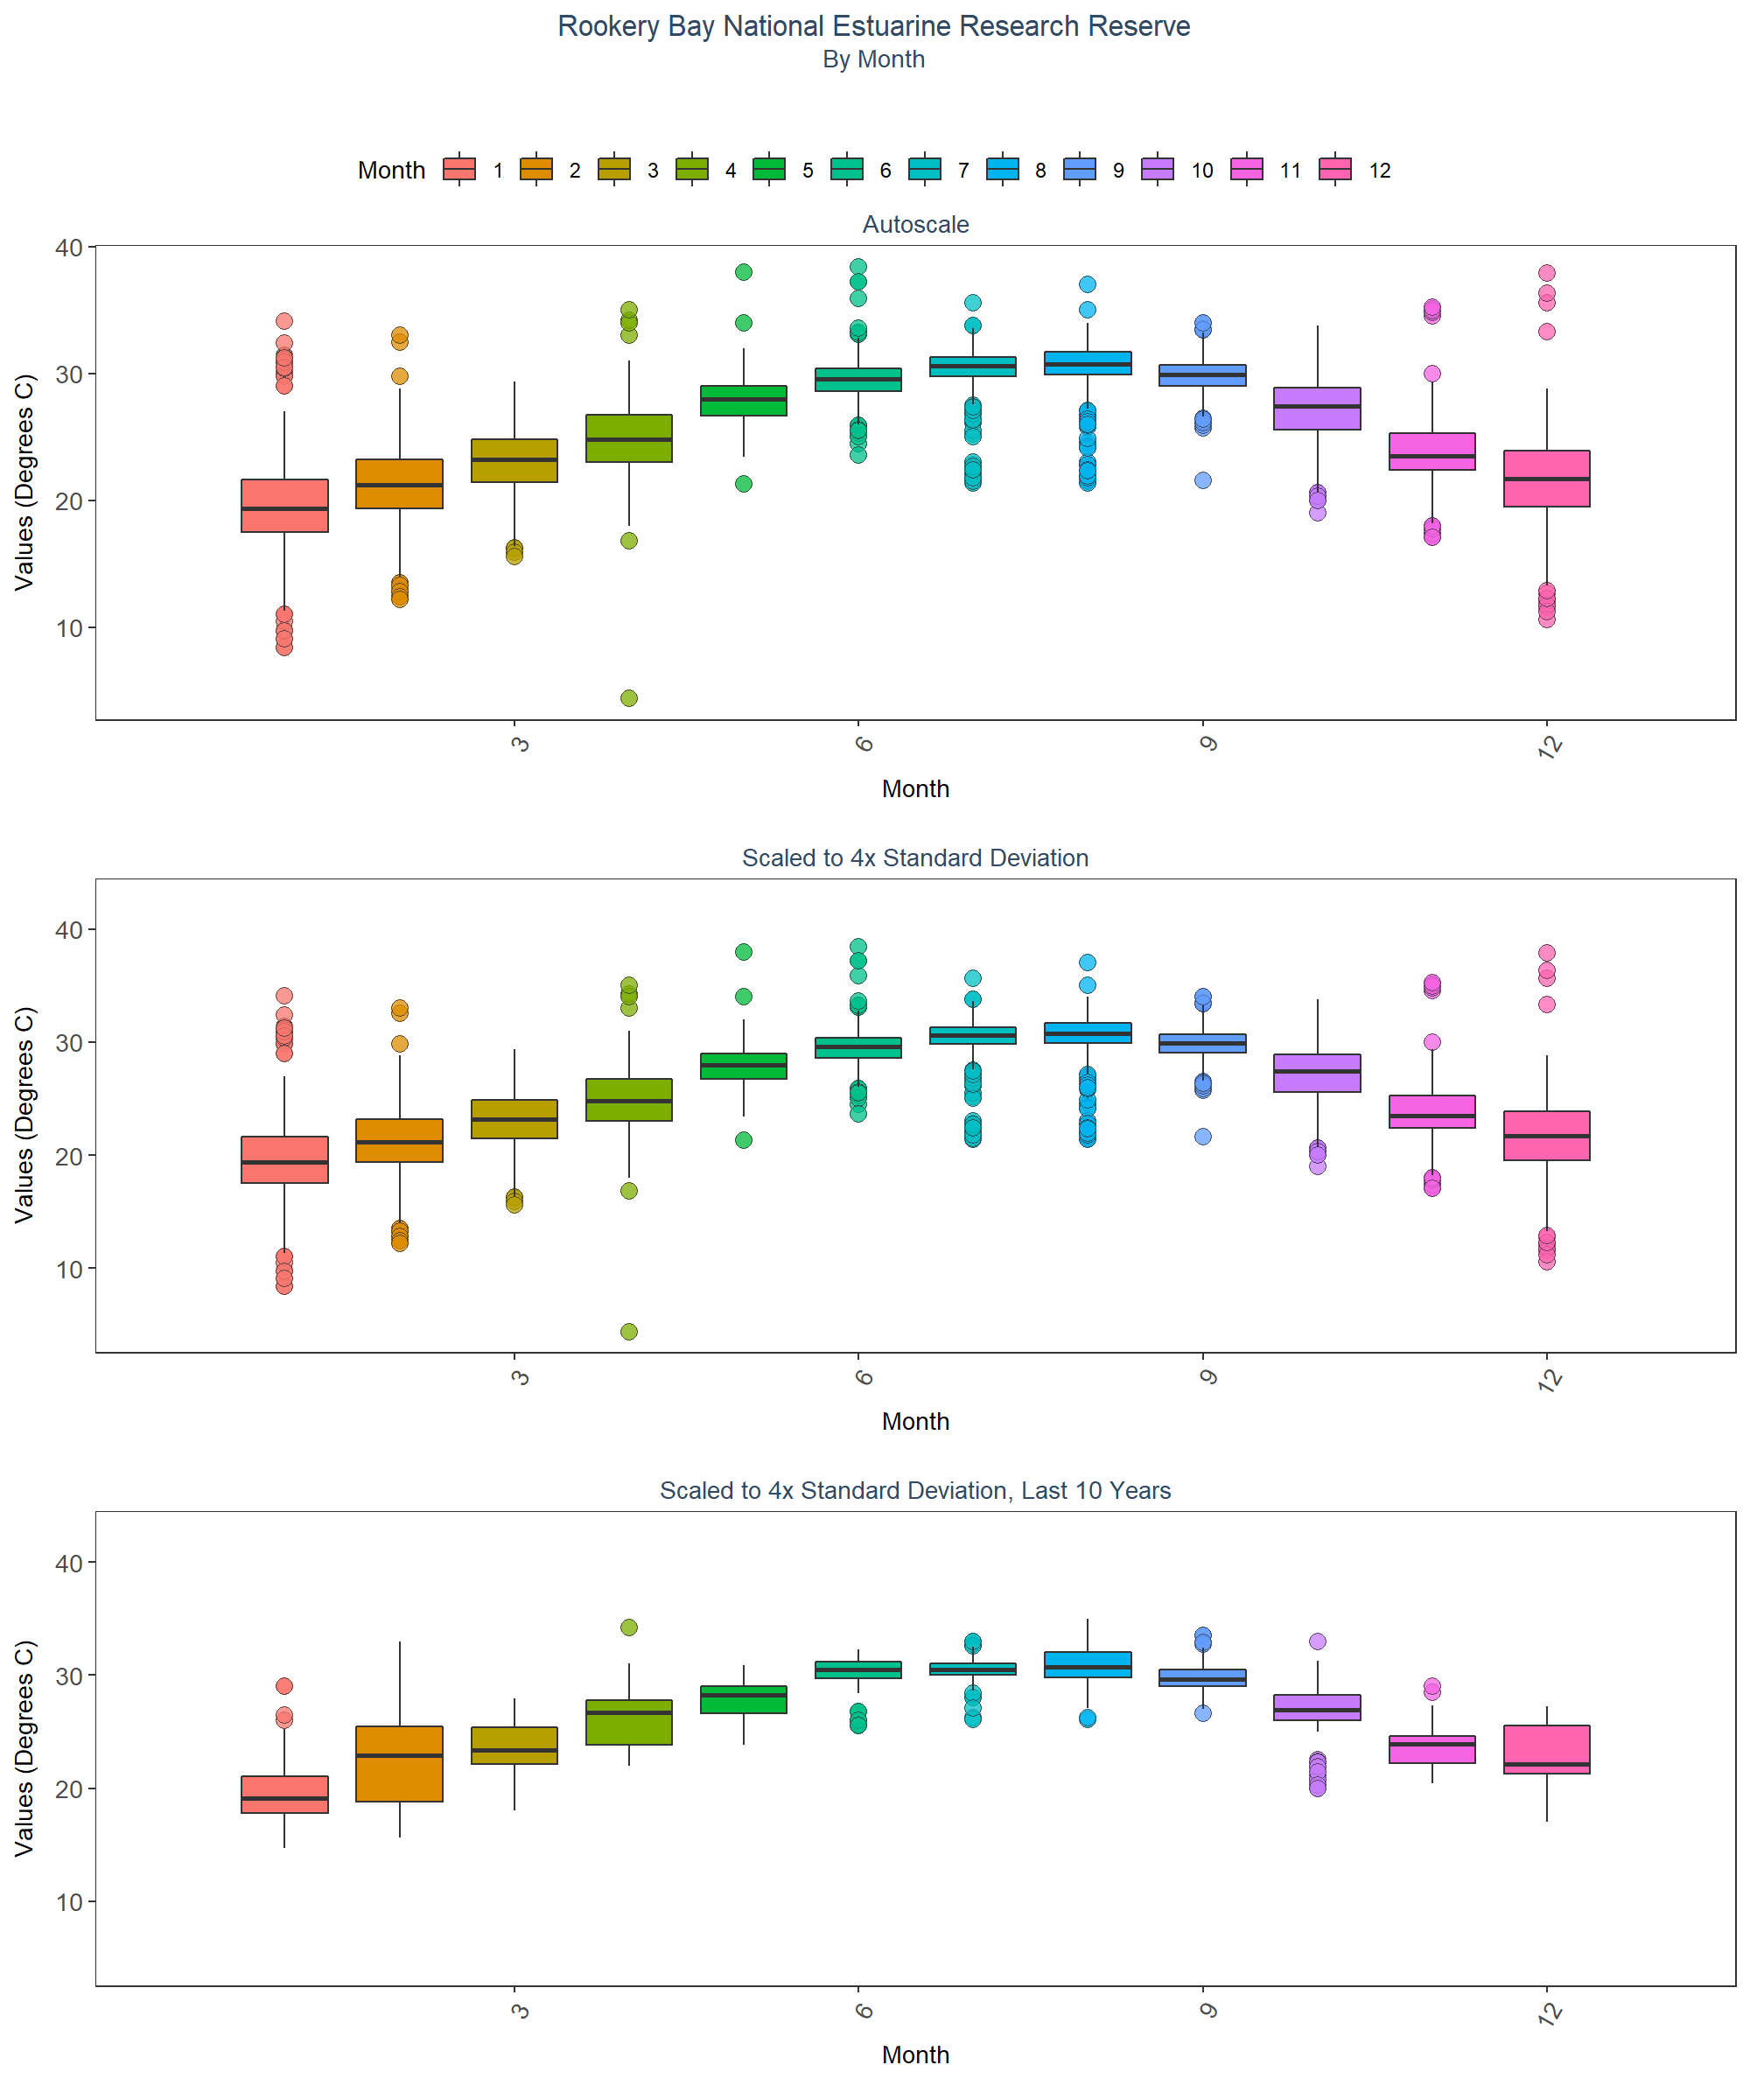 Rookery Bay National Estuarine Research Reserve
By Month
Month 1 2 3 4 5 6 7 8 9 10 11 12
Autoscale
Values (Degrees C)
40
30
20
10
3 6 9 12
Month
Scaled to 4x Standard Deviation
Values (Degrees C)
40
30
20
10
3 6 9 12
Month
Scaled to 4x Standard Deviation, Last 10 Years
Values (Degrees C)
40
30
20
10
3 6 9 12
Month